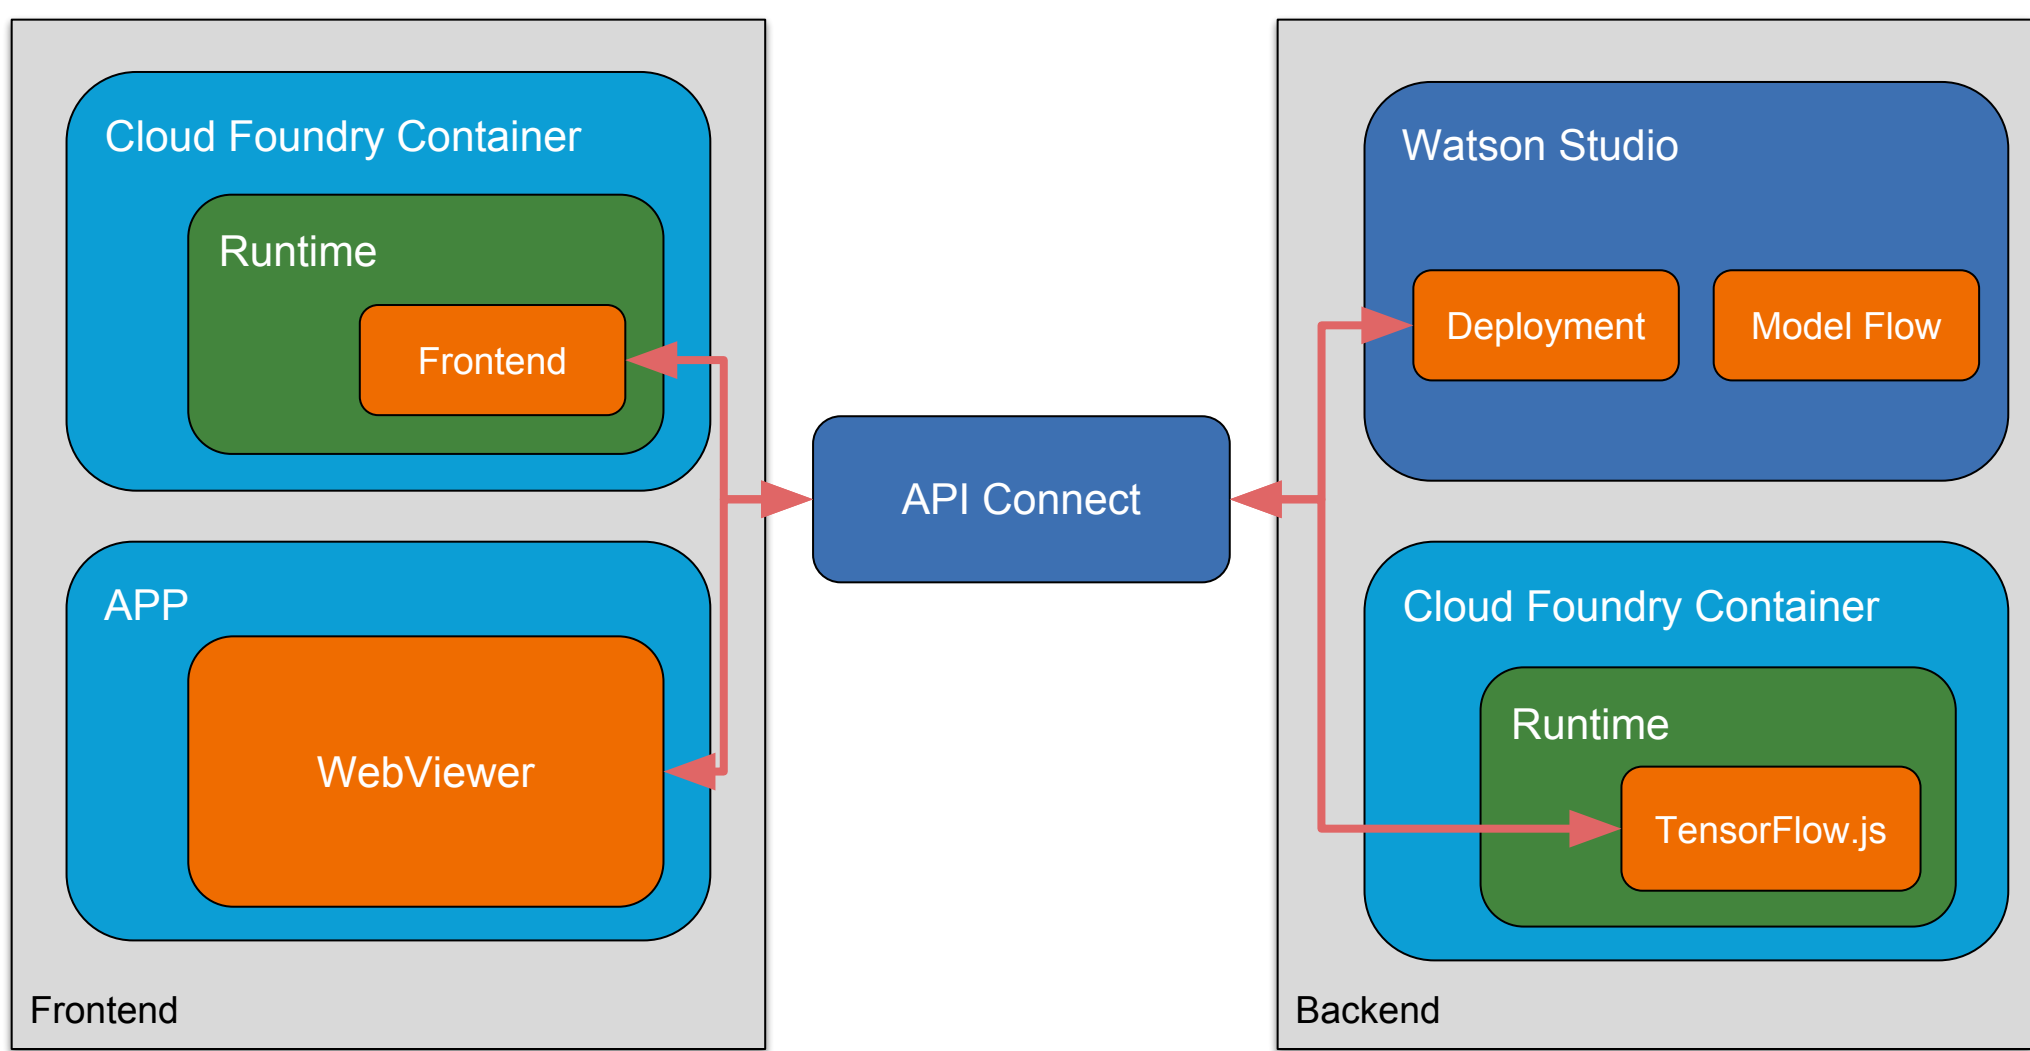 Cloud Foundry Container
Runtime
Frontend
APP
WebViewer
Frontend
API Connect
Watson Studio
Deployment
Model Flow
Cloud Foundry Container
Runtime
TensorFlow.js
Backend